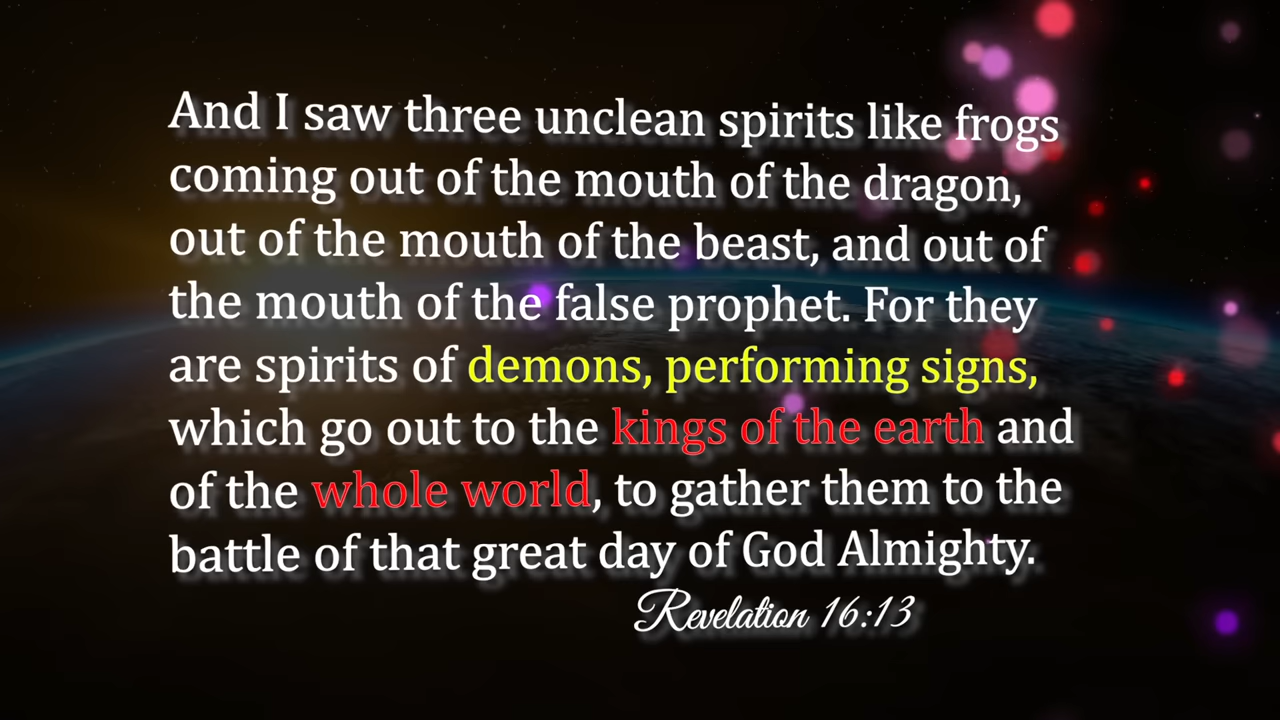 And I saw three unclean spirits like frogs
coming out of the mouth of the dragon,
out of the mouth of the beast, and out of
the mouth of the false prophet. For they
are spirits of demons, performing signs,
which go out to the kings of the earth and
of the whole world, to gather them to the
battle of that great day of God Almighty.
Revelation 16:13